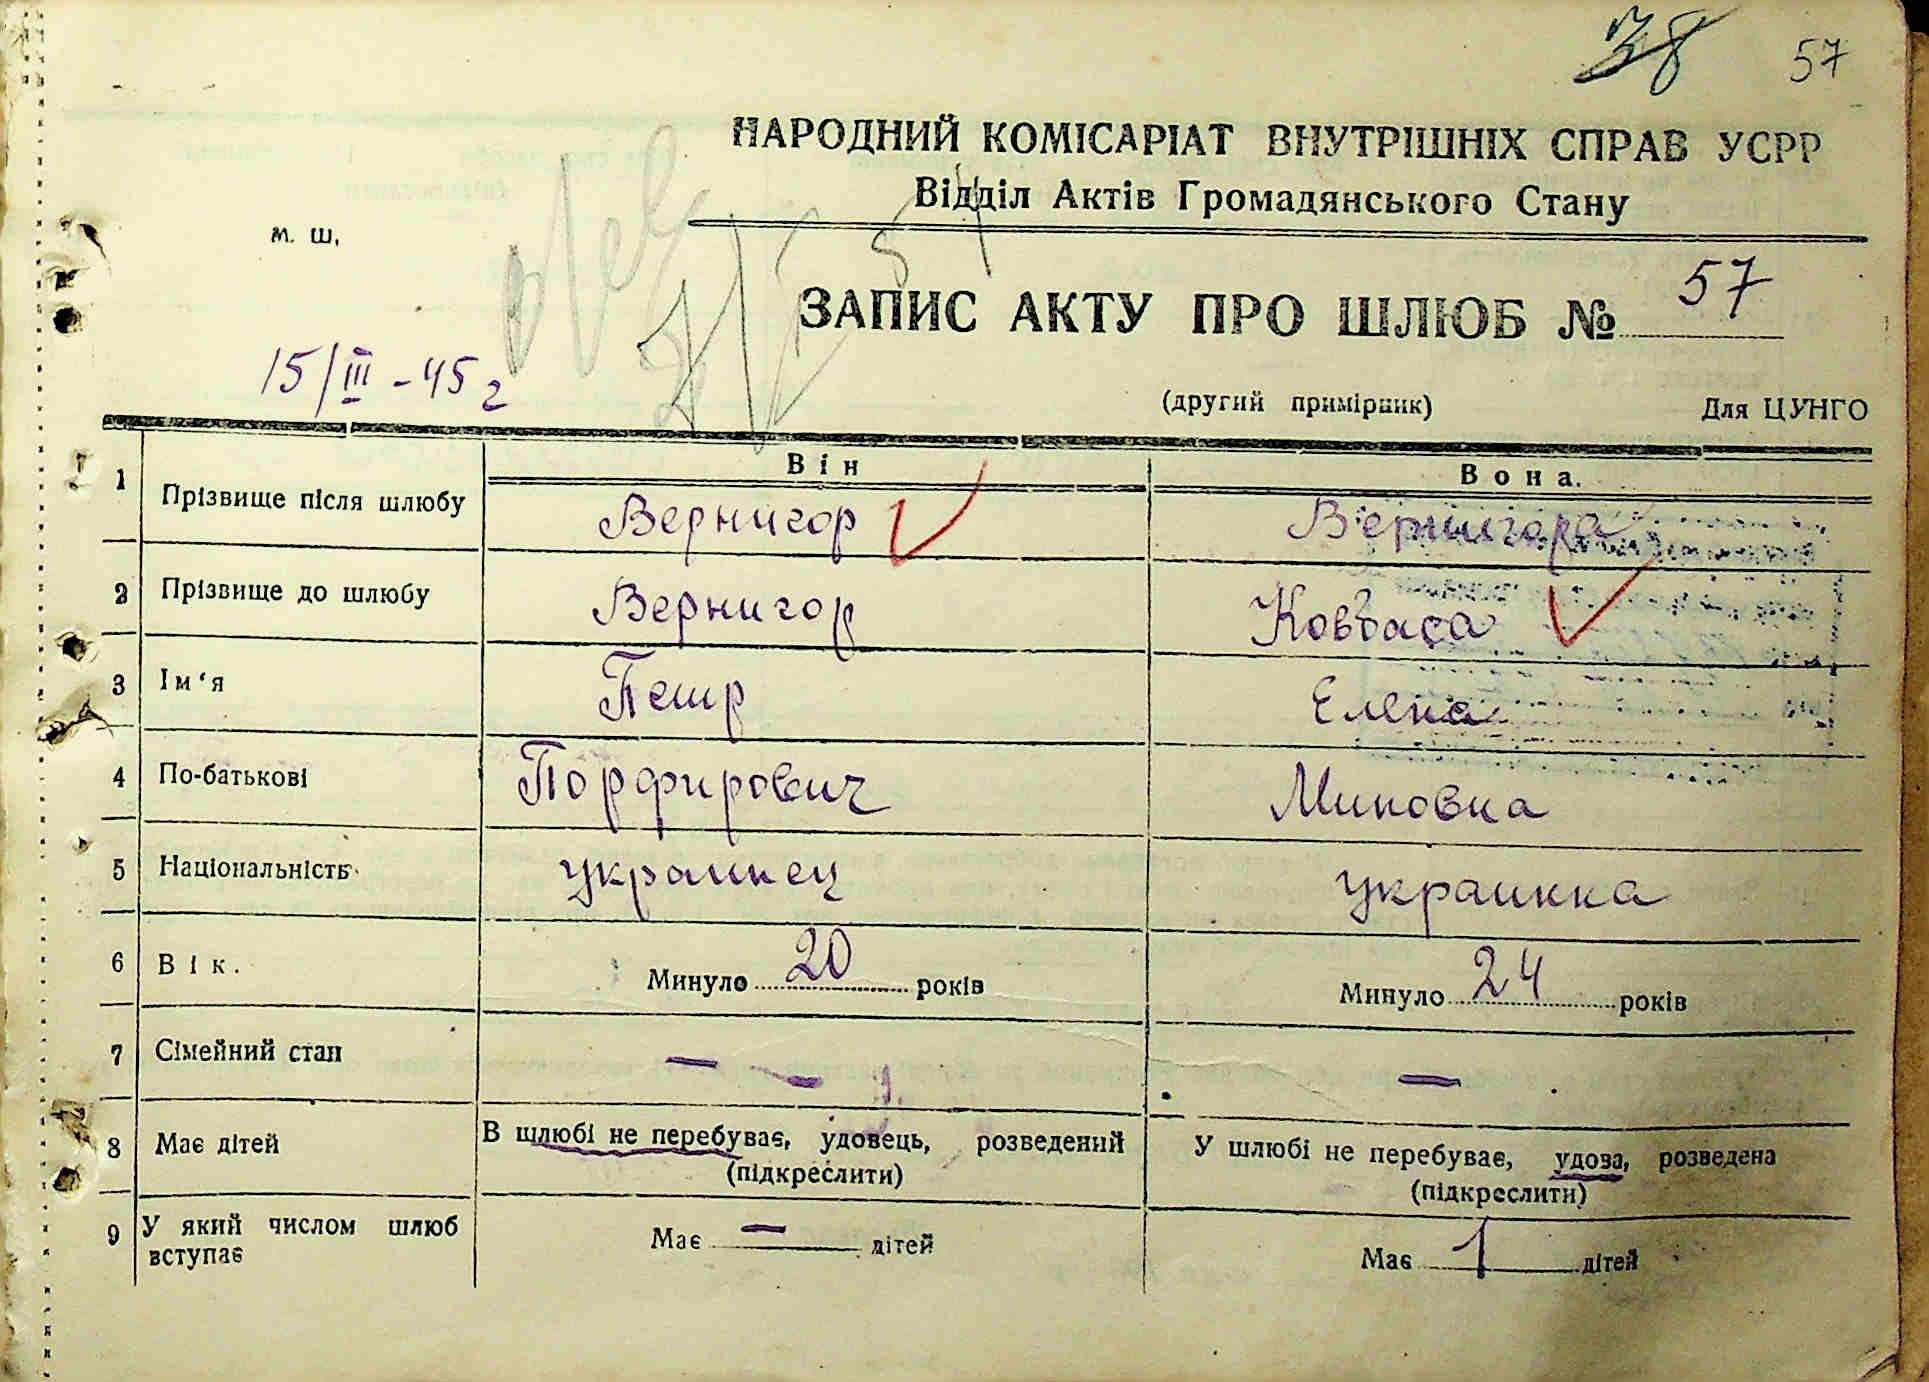 38 57
НАРОДНИЙ КОМІСАРІАТ ВНУТРІШНІХ СПРАВ УСРР
Відділ Актів Громадянського Стану
м. ш.
ЗАПИС АКТУ ПРО ШЛЮБ № 57
15/III - 45 г
(другий примірник) Для ЦУНГО
Він Вона.
1 Прізвище після шлюбу Вернигор Вернигора
2 Прізвище до шлюбу Вернигор Ковбаса
3 Ім'я Петр Елена
4 По-батькові Порфирович Миновна
5 Національність украинец украинка
6 Вік. Минуло 20 років Минуло 24 років
7 Сімейний стан — — —
8 Має дітей В шлюбі не перебуває, удовець, розведений У шлюбі не перебуває, удова, розведена
(підкреслити) (підкреслити)
9 У який числом шлюб вступає Має — дітей Має 1 дітей